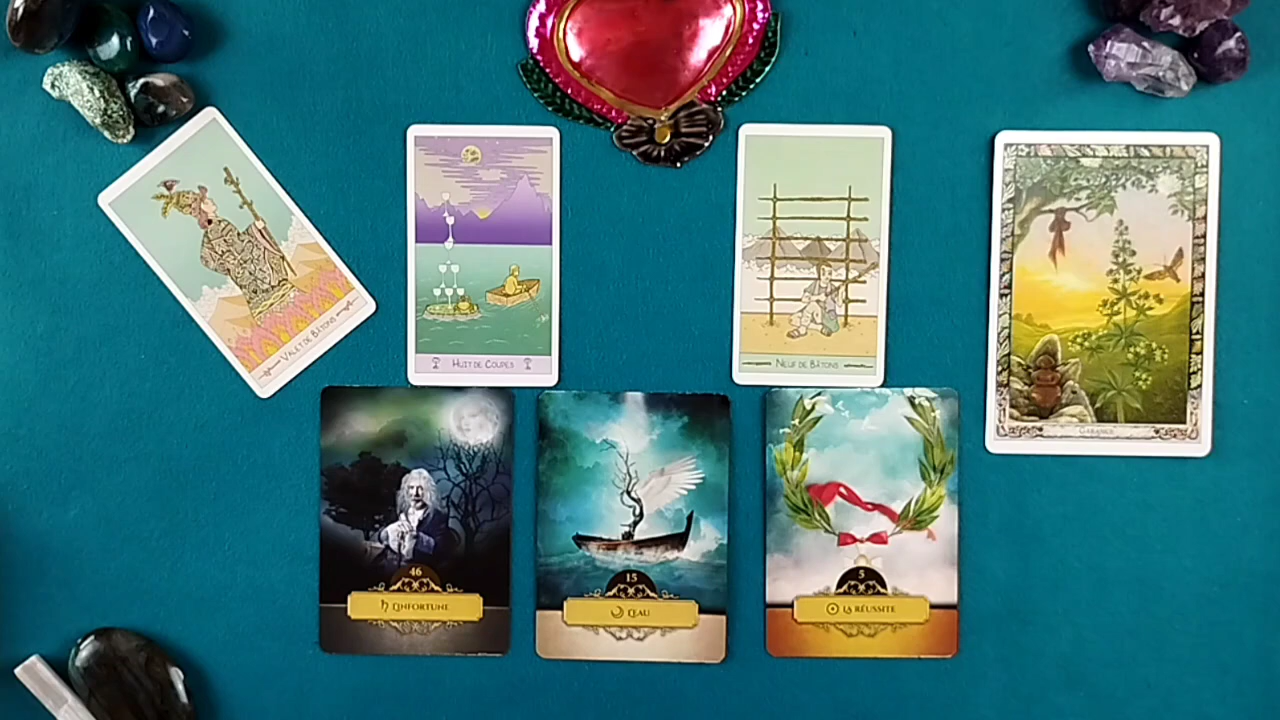 Valet de Bâtons
Huit de Coupes
Neuf de Bâtons
Garance
46
♄ L'Infortune
15
☽ L'Eau
5
☉ La Réussite